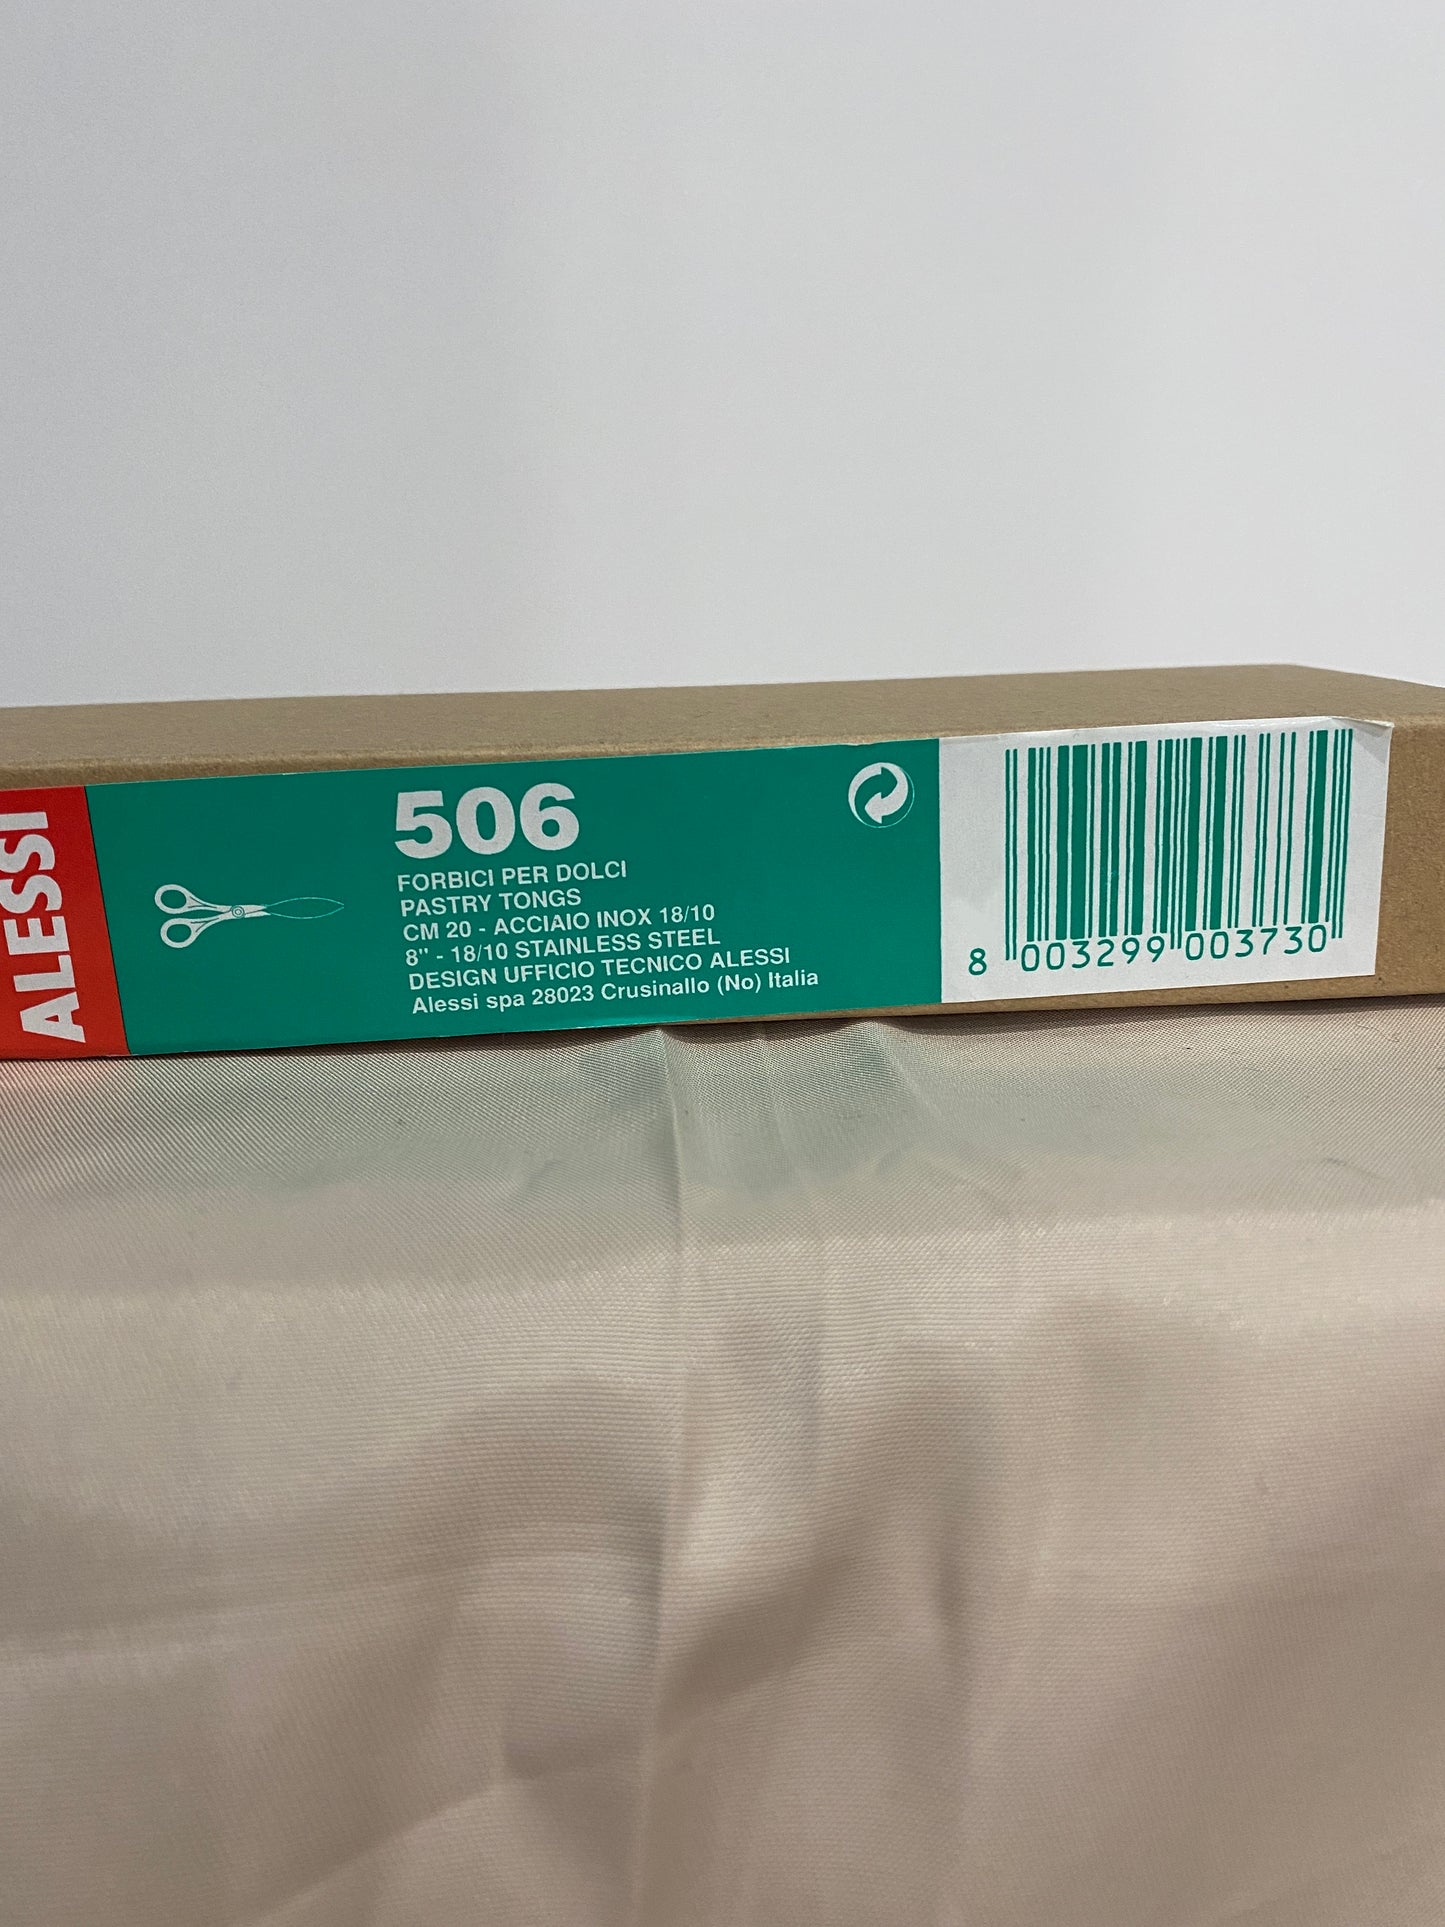 ALESSI
506
FORBICI PER DOLCI
PASTRY TONGS
CM 20 - ACCIAIO INOX 18/10
8" - 18/10 STAINLESS STEEL
DESIGN UFFICIO TECNICO ALESSI
Alessi spa 28023 Crusinallo (No) Italia
8 003299 003730